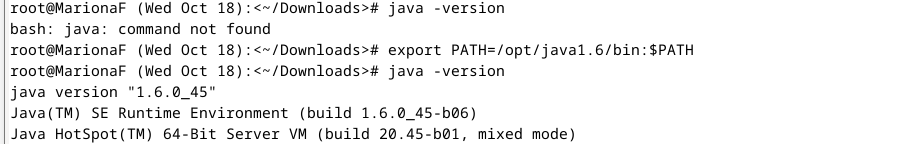 root@MarionaF (Wed Oct 18):<~/Downloads># java -version
bash: java: command not found
root@MarionaF (Wed Oct 18):<~/Downloads># export PATH=/opt/java1.6/bin:$PATH
root@MarionaF (Wed Oct 18):<~/Downloads># java -version
java version "1.6.0_45"
Java(TM) SE Runtime Environment (build 1.6.0_45-b06)
Java HotSpot(TM) 64-Bit Server VM (build 20.45-b01, mixed mode)